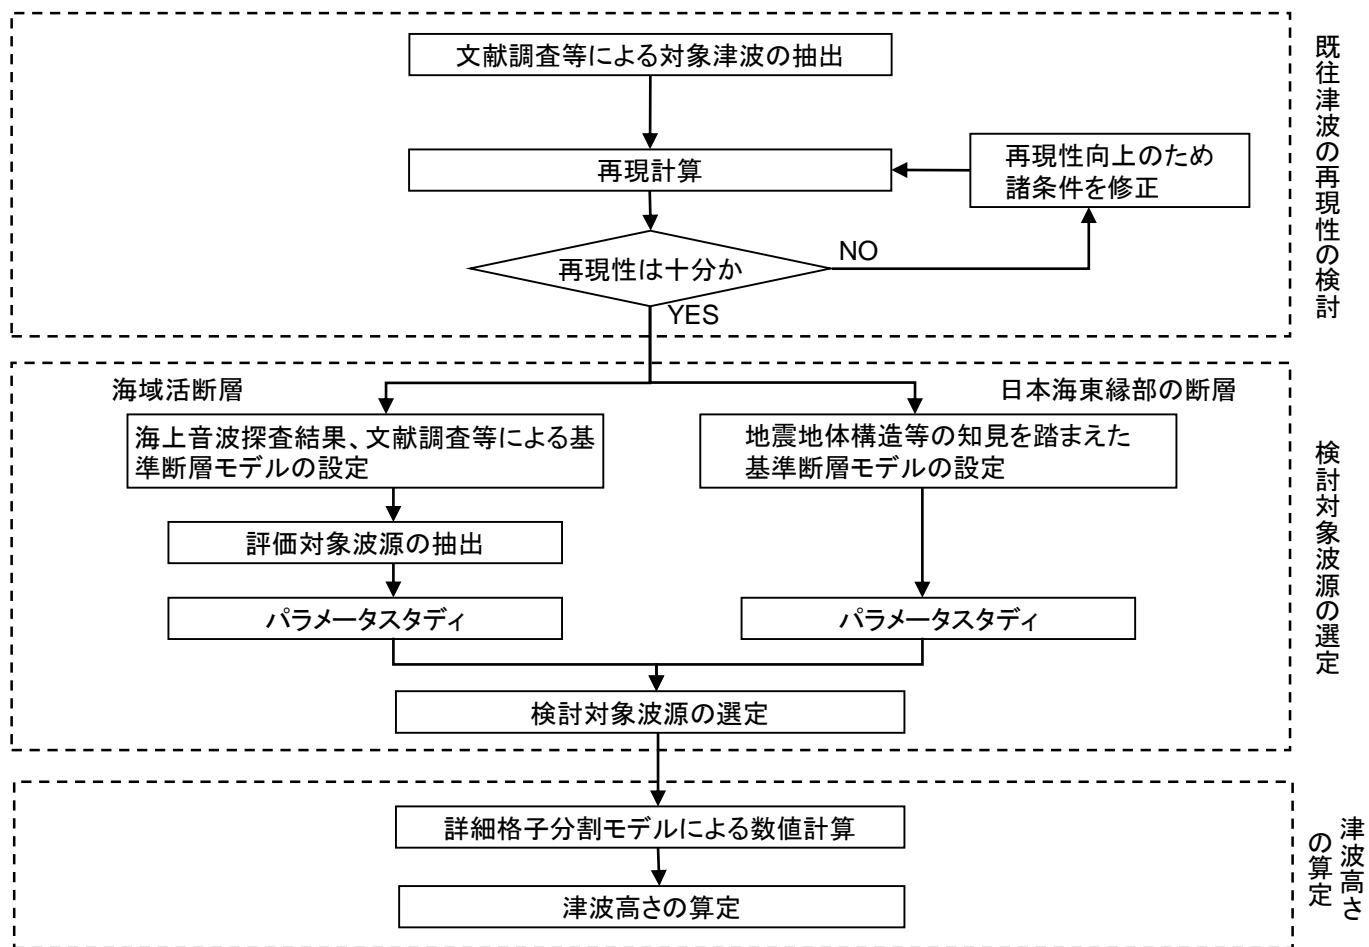 文献調査等による対象津波の抽出
再現計算
再現性向上のため
諸条件を修正
再現性は十分か
NO
YES
既往津波の再現性の検討
海域活断層
日本海東縁部の断層
海上音波探査結果、文献調査等による基
準断層モデルの設定
地震地体構造等の知見を踏まえた
基準断層モデルの設定
評価対象波源の抽出
パラメータスタディ
パラメータスタディ
検討対象波源の選定
検討対象波源の選定
詳細格子分割モデルによる数値計算
津波高さの算定
津波高さ
の算定